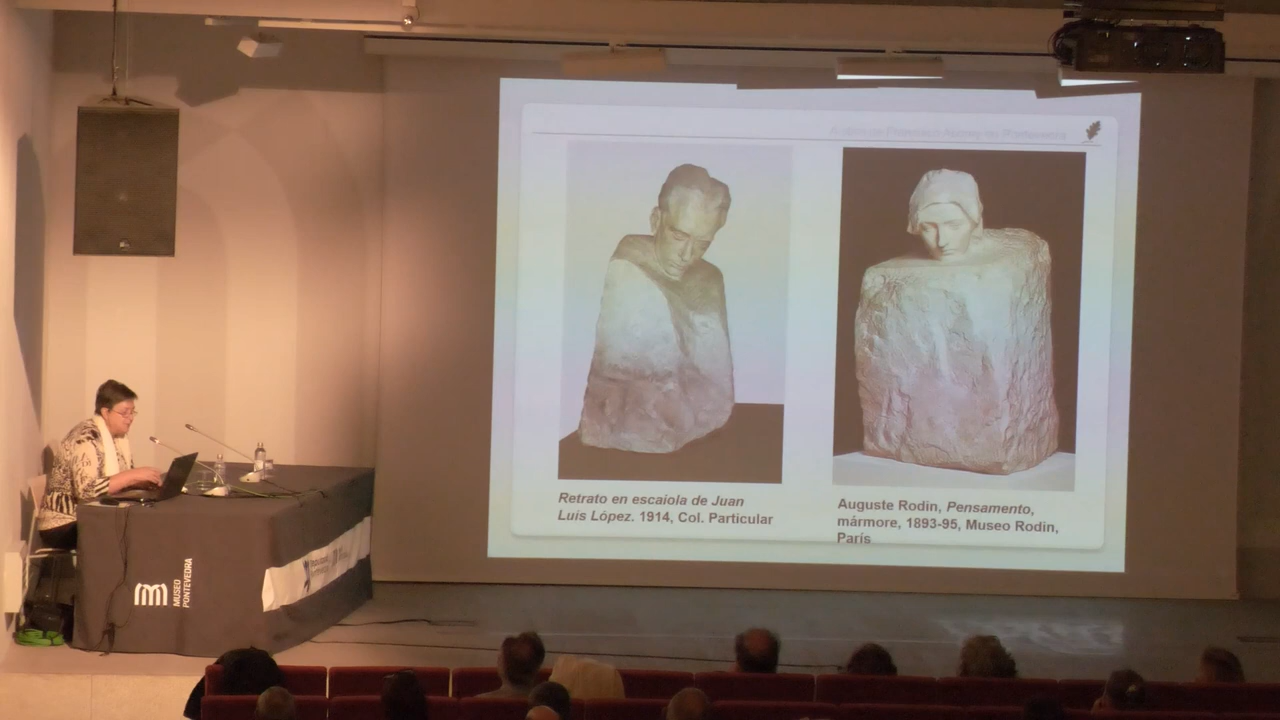 Retrato en escaiola de Juan
Luis López. 1914, Col. Particular
Auguste Rodin, Pensamento,
mármore, 1893-95, Museo Rodin,
París
MUSEO
PONTEVEDRA